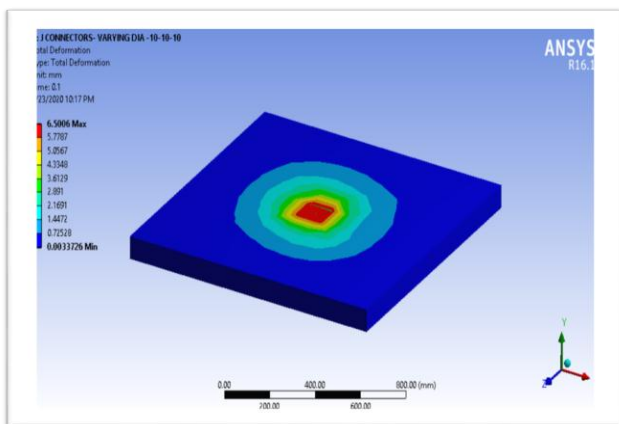 : J CONNECTORS- VARYING DIA -10-10-10
otal Deformation
ype: Total Deformation
nit: mm
me: 0.1
/23/2020 10:17 PM
6.5006 Max
5.7787
5.0567
4.3348
3.6129
2.891
2.1691
1.4472
0.72528
0.0033726 Min
ANSYS
R16.1
0.00
400.00
800.00 (mm)
200.00
600.00
Y
Z